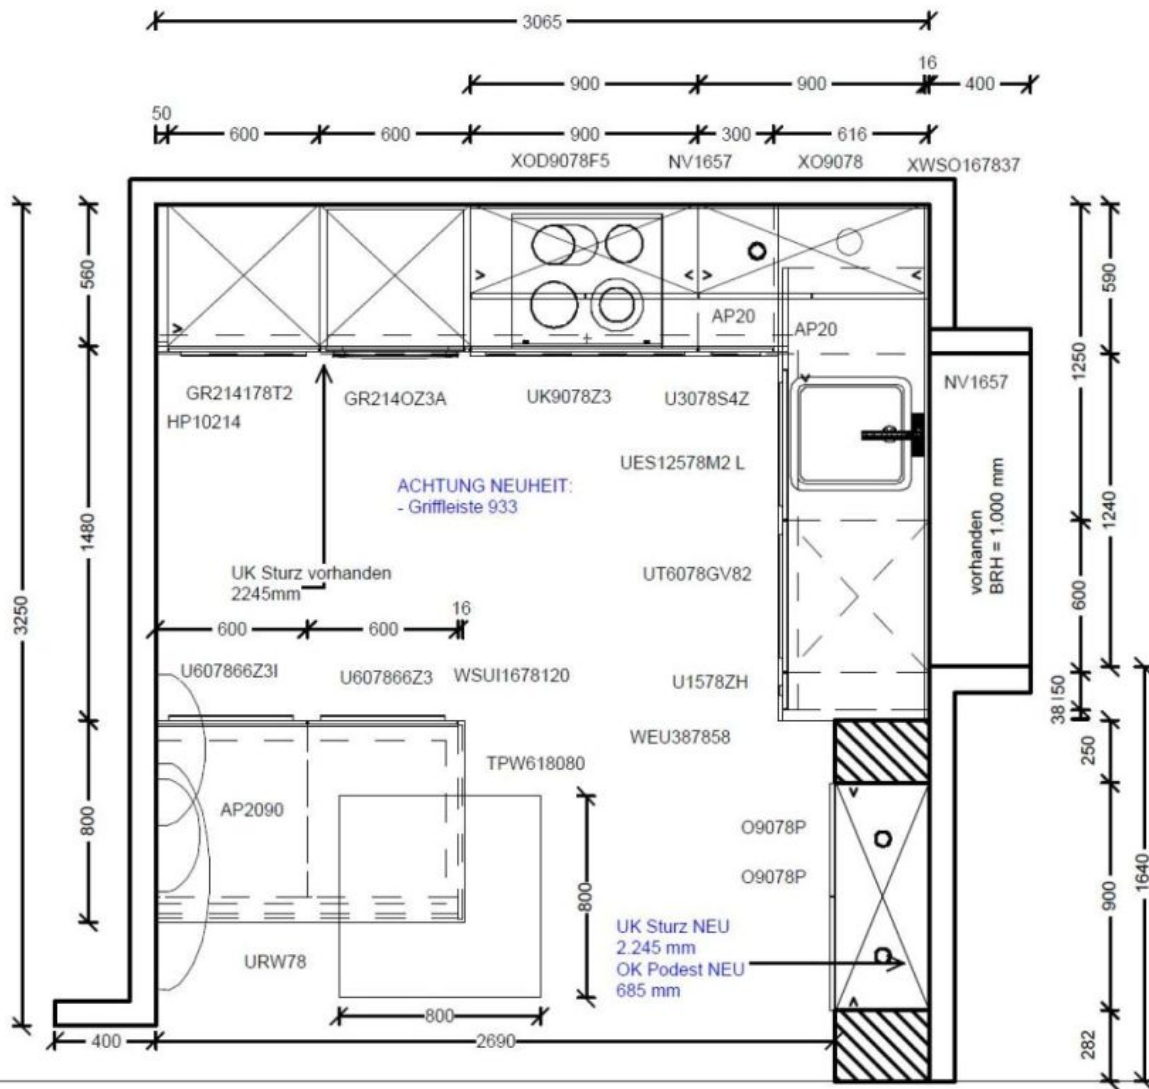 3065
16
900
900
400
50
600
600
900
300
616
XOD9078F5
NV1657
XO9078
XWSO167837
560
590
1250
AP20
AP20
GR214178T2
GR214OZ3A
UK9078Z3
U3078S4Z
NV1657
HP10214
UES12578M2 L
ACHTUNG NEUHEIT:
- Griffleiste 933
1480
1240
vorhanden
BRH = 1.000 mm
UK Sturz vorhanden
2245mm
UT6078GV82
600
3250
16
600
600
U607866Z3I
U607866Z3
WSUI1678120
U1578ZH
38
150
WEU387858
250
TPW618080
800
AP2090
O9078P
O9078P
800
900
1640
UK Sturz NEU
2.245 mm
OK Podest NEU
685 mm
URW78
800
400
2690
282